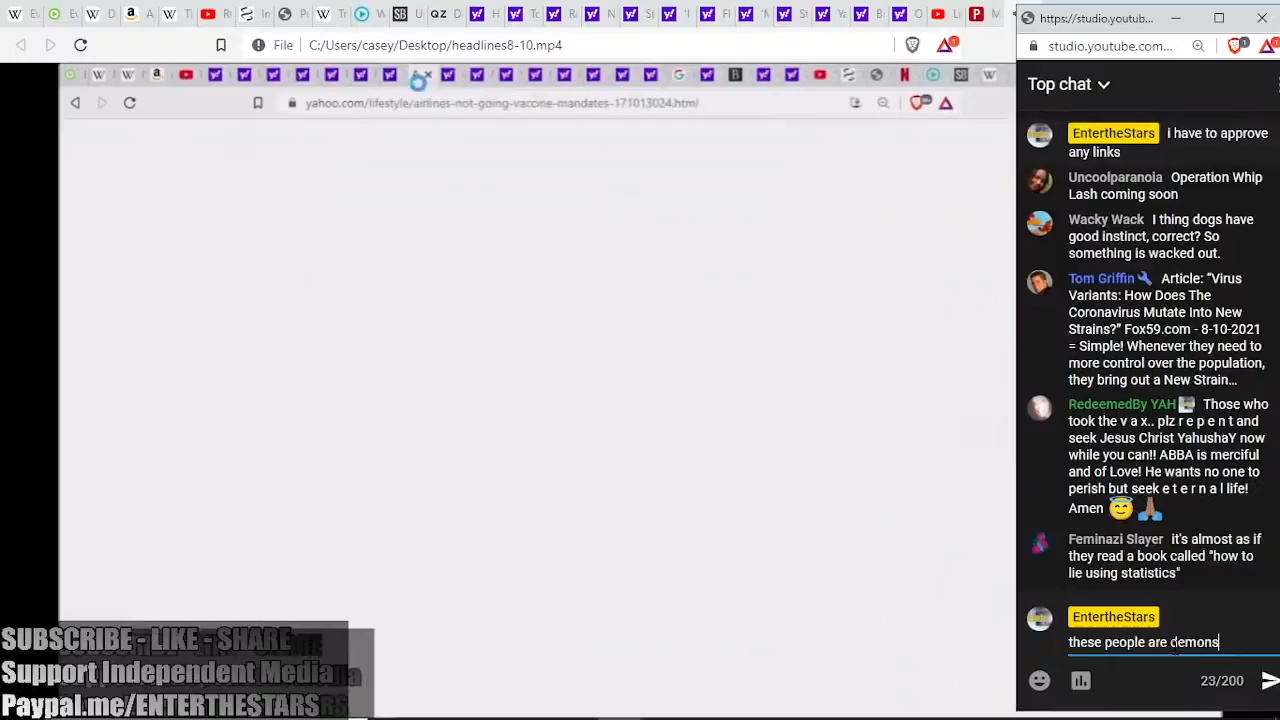 https://studio.youtub...
File C:/Users/casey/Desktop/headlines8-10.mp4
studio.youtube.com...
yahoo.com/lifestyle/airlines-not-going-vaccine-mandates-171013024.html
Top chat
EntertheStars i have to approve
any links
Uncoolparanoia Operation Whip
Lash coming soon
Wacky Wack I thing dogs have
good instinct, correct? So
something is wacked out.
Tom Griffin Article: “Virus
Variants: How Does The
Coronavirus Mutate Into New
Strains?” Fox59.com - 8-10-2021
= Simple! Whenever they need to
more control over the population,
they bring out a New Strain...
RedeemedBy YAH Those who
took the v a x.. plz r e p e n t and
seek Jesus Christ YahushaY now
while you can!! ABBA is merciful
and of Love! He wants no one to
perish but seek e t e r n a l life!
Amen
Feminazi Slayer it's almost as if
they read a book called "how to
lie using statistics"
EntertheStars
these people are demons
23/200
SUBSCRIBE - LIKE - SHARE
Support Independent Media
Paypal.me/ENTERTHESTARS